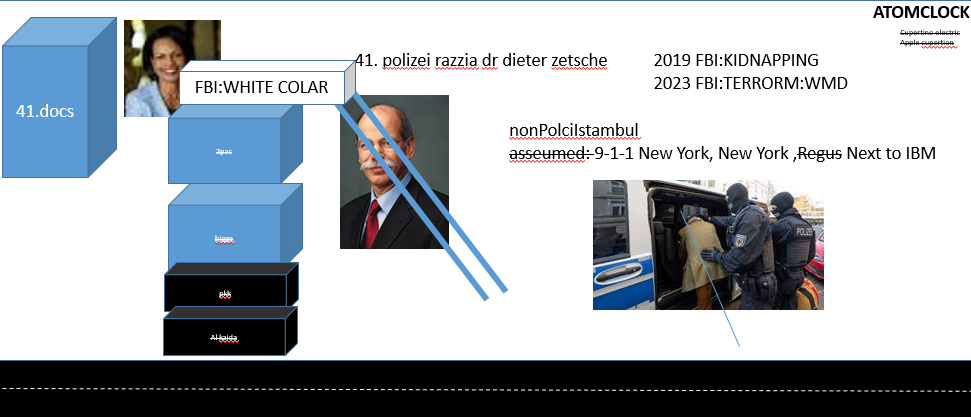 ATOMCLOCK
Cupertino electric
Apple cupertion
41. polizei razzia dr dieter zetsche
2019 FBI:KIDNAPPING
2023 FBI:TERRORM:WMD
FBI:WHITE COLAR
41.docs
nonPolciIstambul
asseumed:-9-1-1 New York, New York ,Regus Next to IBM
2pac
bigge
pkk
Al kaida
POLIZEI